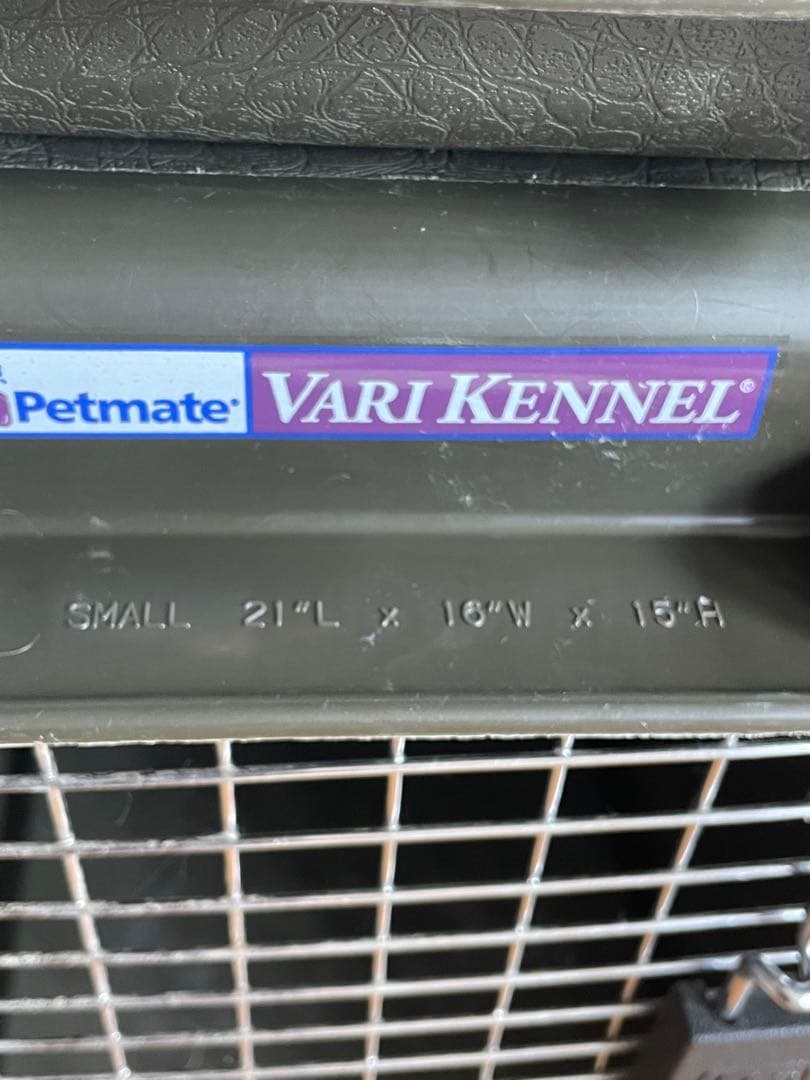 Petmate® VARI KENNEL®
SMALL 21"L x 16"W x 15"H